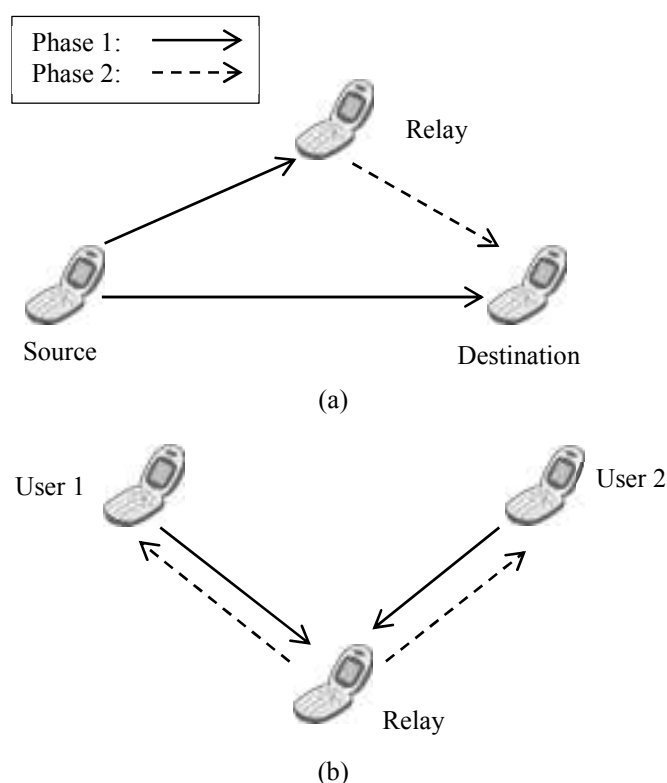 Phase 1:
Phase 2:
Relay
Source
Destination
(a)
User 1
User 2
Relay
(b)